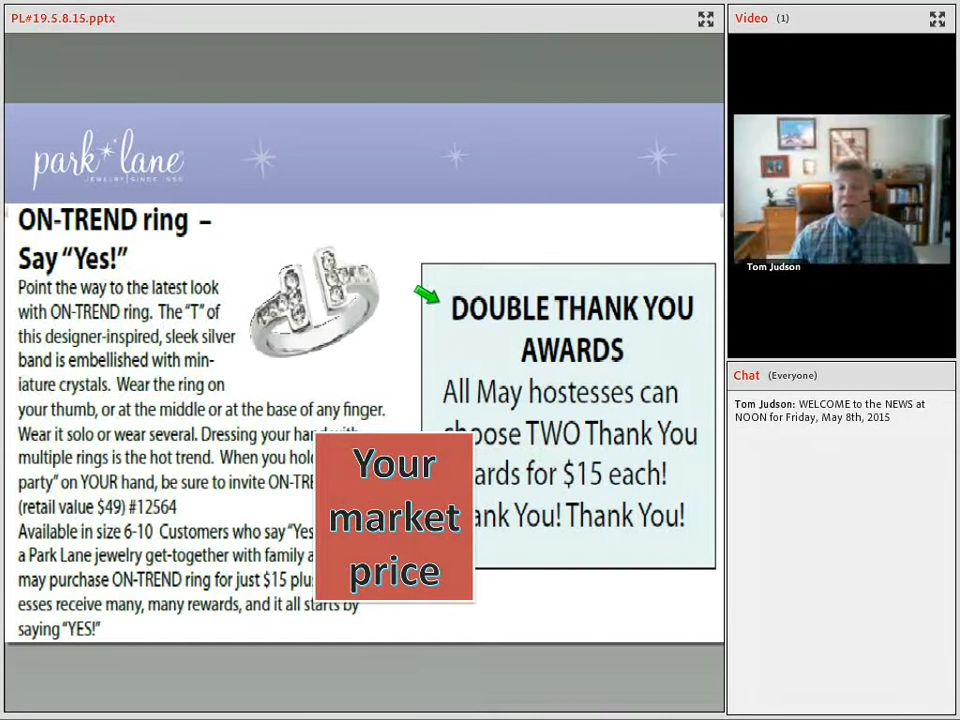 PL#19.5.8.15.pptx
park lane
JEWELRY | SINCE 1955
ON-TREND ring –
Say “Yes!”
Point the way to the latest look
with ON-TREND ring. The “T” of
this designer-inspired, sleek silver
band is embellished with min-
iature crystals. Wear the ring on
your thumb, or at the middle or at the base of any finger.
Wear it solo or wear several. Dressing your hand with
multiple rings is the hot trend. When you
party” on YOUR hand, be sure to invite
(retail value $49) #12564
Available in size 6-10 Customers who say
a Park Lane jewelry get-together with family
may purchase ON-TREND ring for just $15
esses receive many, many rewards, and it all starts by
saying “YES!”
Your
market
price
DOUBLE THANK YOU
AWARDS
All May hostesses can
choose TWO Thank You
for $15 each!
You! Thank You!
Video (1)
Tom Judson
Chat (Everyone)
Tom Judson: WELCOME to the NEWS at
NOON for Friday, May 8th, 2015